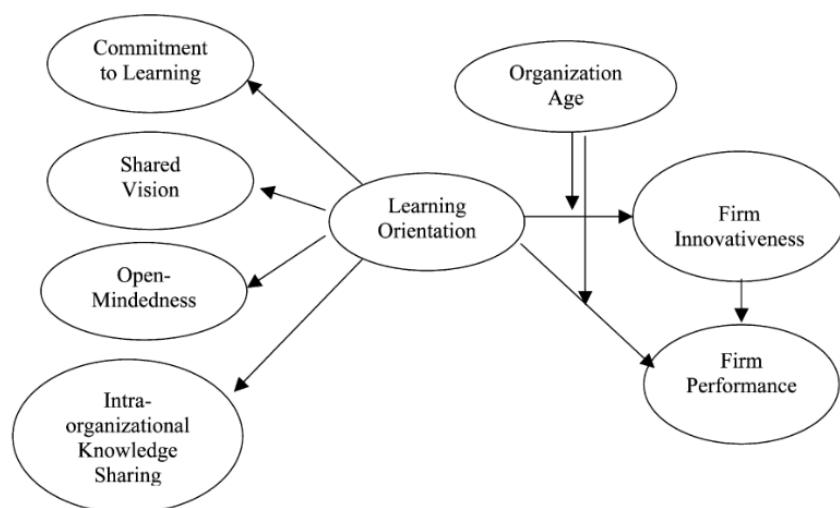 Commitment
to Learning
Shared
Vision
Open-
Mindedness
Intra-
organizational
Knowledge
Sharing
Learning
Orientation
Organization
Age
Firm
Innovativeness
Firm
Performance